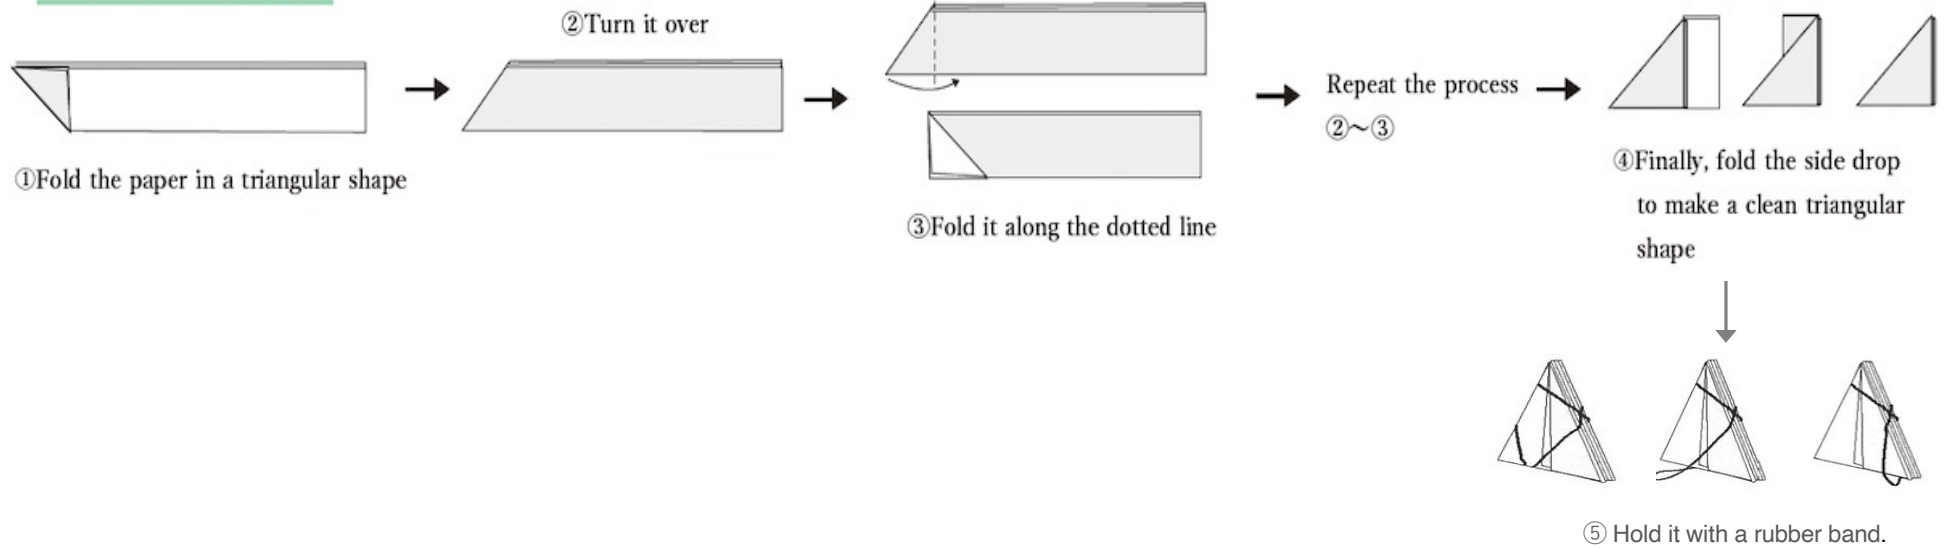 ①Fold the paper in a triangular shape
②Turn it over
③Fold it along the dotted line
Repeat the process
②～③
④Finally, fold the side drop
to make a clean triangular
shape
⑤ Hold it with a rubber band.